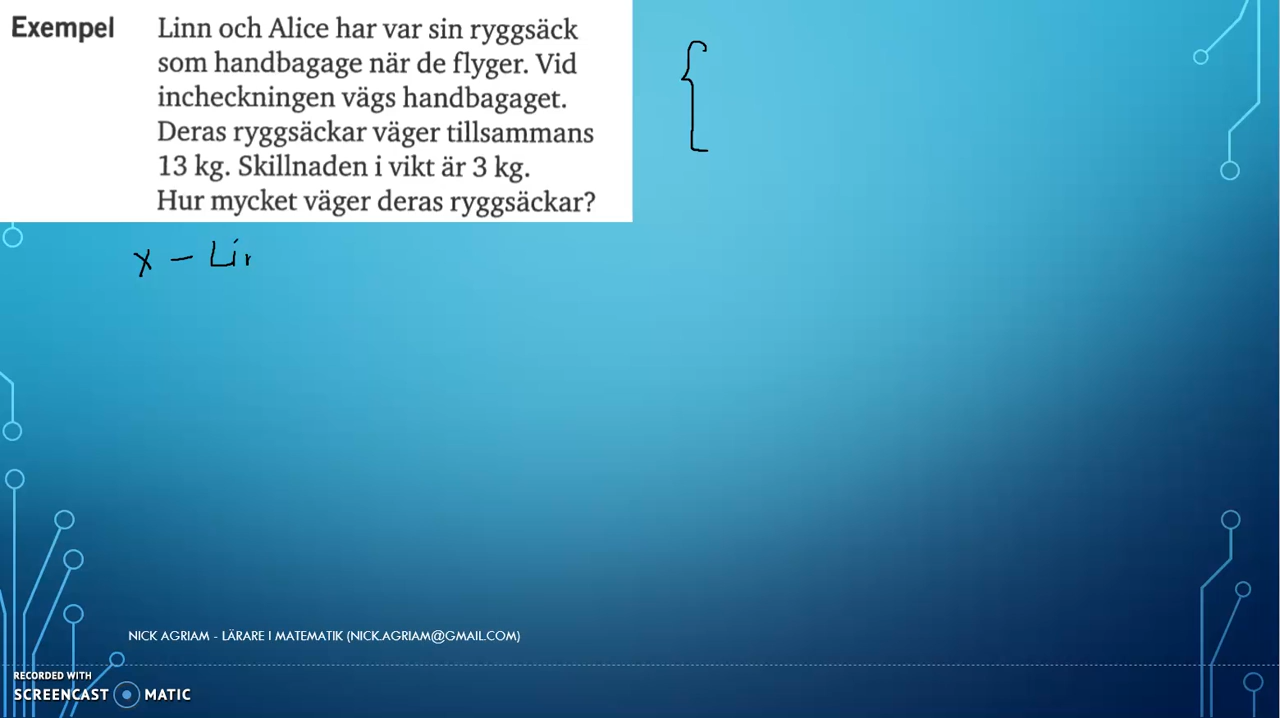 Exempel Linn och Alice har var sin ryggsäck
som handbagage när de flyger. Vid
incheckningen vägs handbagaget.
Deras ryggsäckar väger tillsammans
13 kg. Skillnaden i vikt är 3 kg.
Hur mycket väger deras ryggsäckar?
x - Lin
NICK AGRIAM - LÄRARE I MATEMATIK (NICK.AGRIAM@GMAIL.COM)
RECORDED WITH
SCREENCAST MATIC